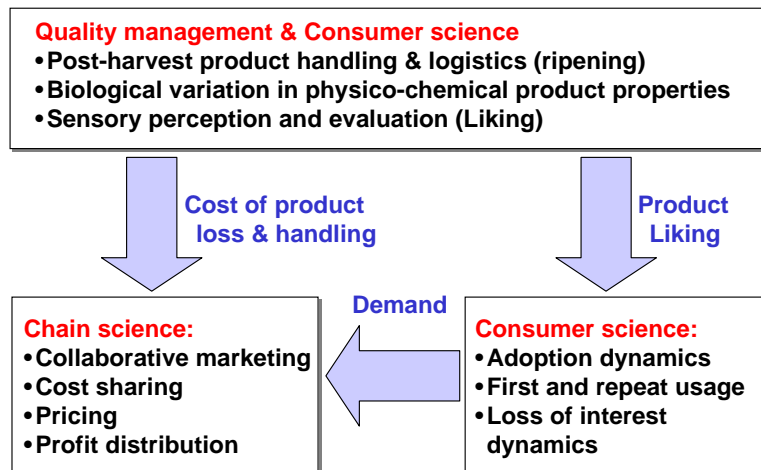 Quality management & Consumer science
•Post-harvest product handling & logistics (ripening)
•Biological variation in physico-chemical product properties
•Sensory perception and evaluation (Liking)
Cost of product
loss & handling
Product
Liking
Demand
Chain science:
•Collaborative marketing
•Cost sharing
•Pricing
•Profit distribution
Consumer science:
•Adoption dynamics
•First and repeat usage
•Loss of interest
dynamics